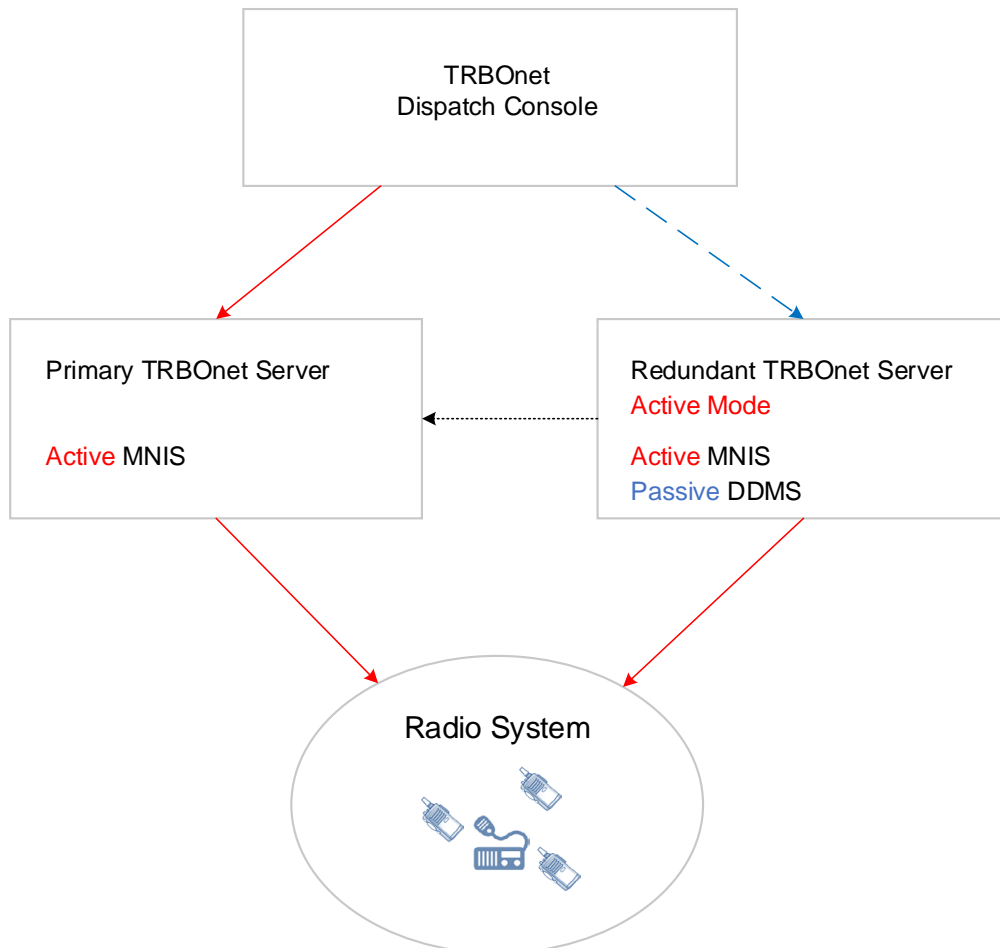 TRBOnet
Dispatch Console
Primary TRBOnet Server
Active MNIS
Redundant TRBOnet Server
Active Mode
Active MNIS
Passive DDMS
Radio System